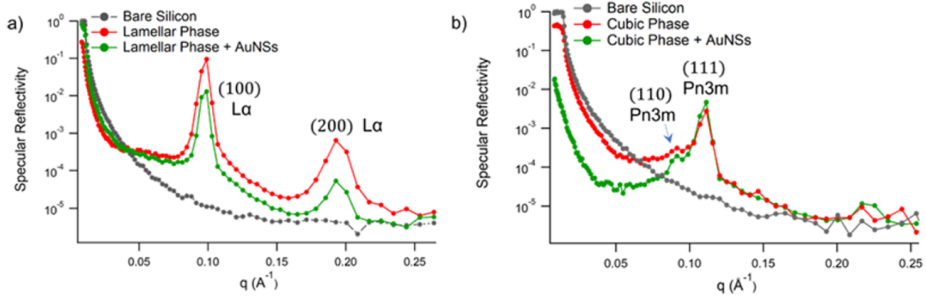 a)
Bare Silicon
Lamellar Phase
Lamellar Phase + AuNSs
(100)
Lα
(200) Lα
Specular Reflectivity
10⁰
10⁻¹
10⁻²
10⁻³
10⁻⁴
10⁻⁵
0.05 0.10 0.15 0.20 0.25
q (A⁻¹)
b)
Bare Silicon
Cubic Phase
Cubic Phase + AuNSs
(111)
Pn3m
(110)
Pn3m
Specular Reflectivity
10⁰
10⁻¹
10⁻²
10⁻³
10⁻⁴
10⁻⁵
0.05 0.10 0.15 0.20 0.25
q (Å⁻¹)